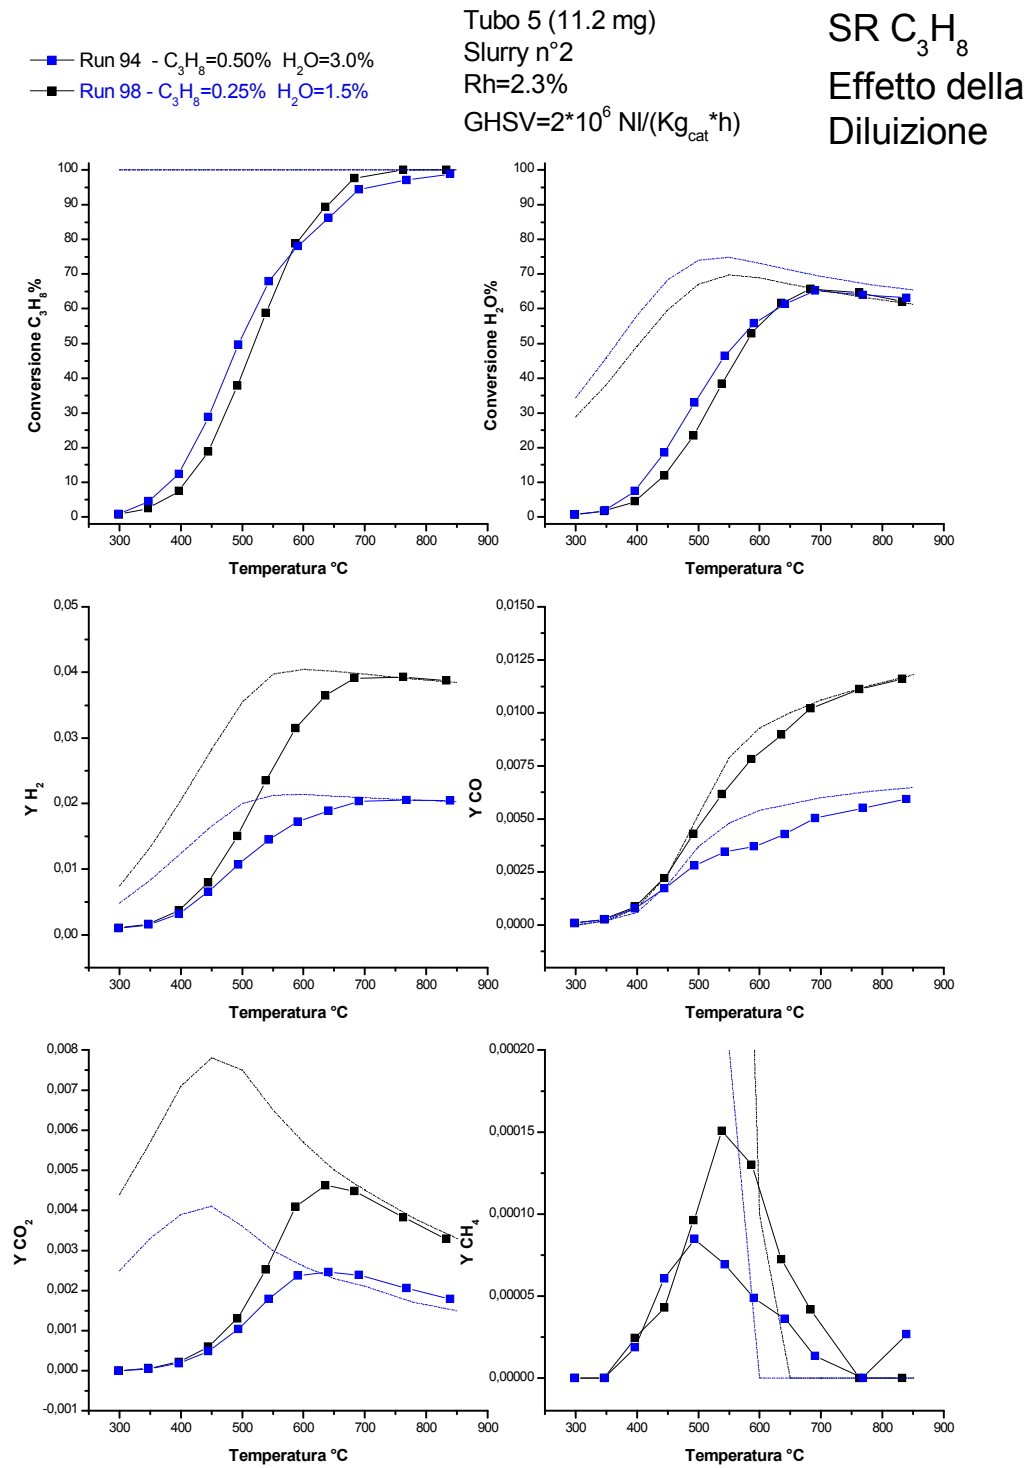 Run 94 - C3H8=0.50% H2O=3.0%
Run 98 - C3H8=0.25% H2O=1.5%
Tubo 5 (11.2 mg)
Slurry n°2
Rh=2.3%
GHSV=2*10^6 Nl/(Kg_cat*h)
SR C3H8
Effetto della
Diluizione
100
90
80
70
60
50
40
30
20
10
0
Conversione C3H8%
300 400 500 600 700 800 900
Temperatura °C
100
90
80
70
60
50
40
30
20
10
0
Conversione H2O%
300 400 500 600 700 800 900
Temperatura °C
0,05
0,04
0,03
0,02
0,01
0,00
Y H2
300 400 500 600 700 800 900
Temperatura °C
0,0150
0,0125
0,0100
0,0075
0,0050
0,0025
0,0000
Y CO
300 400 500 600 700 800 900
Temperatura °C
0,008
0,007
0,006
0,005
0,004
0,003
0,002
0,001
0,000
-0,001
Y CO2
300 400 500 600 700 800 900
Temperatura °C
0,00020
0,00015
0,00010
0,00005
0,00000
Y CH4
300 400 500 600 700 800 900
Temperatura °C